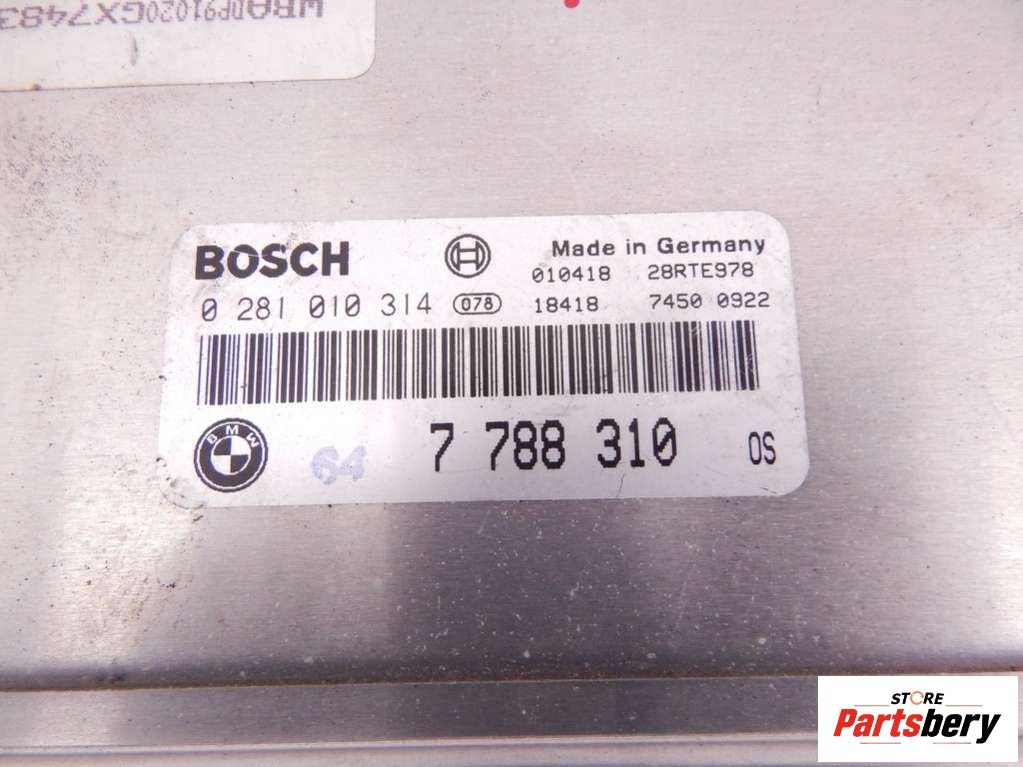 WBADP91020GX7483
BOSCH Made in Germany
010418 28RTE978
0 281 010 314 078 18418 7450 0922
BMW 64 7 788 310 OS
STORE
Partsbery